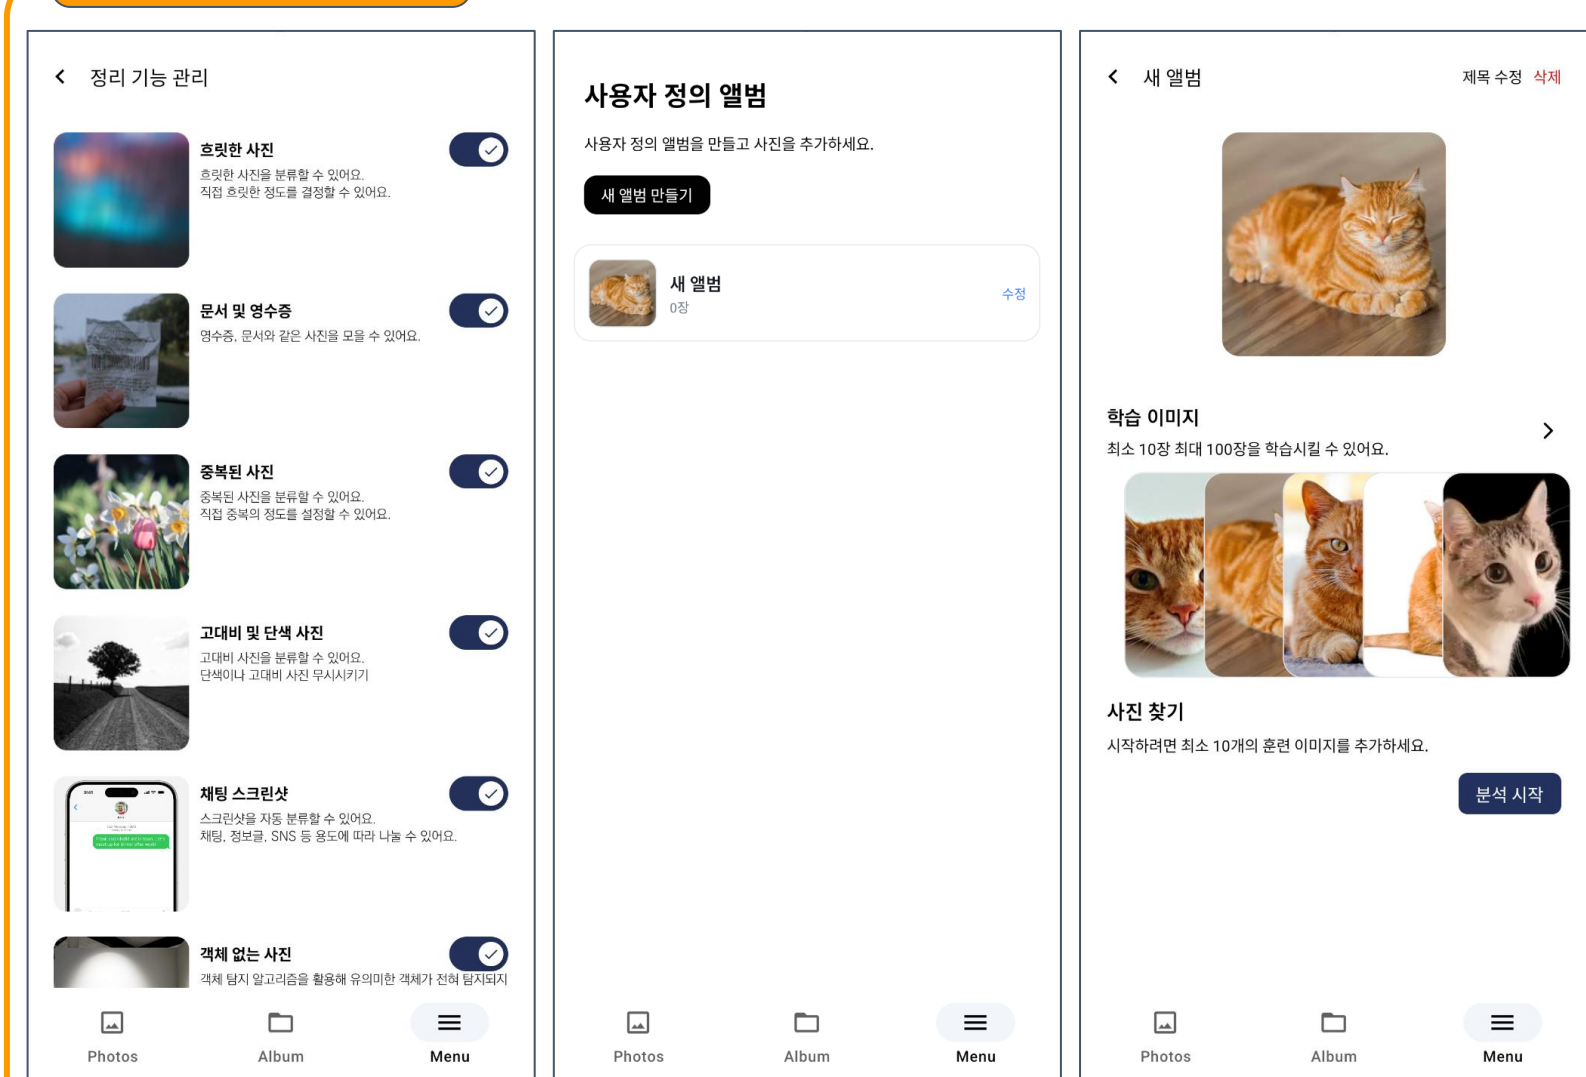 정리 기능 관리
흐릿한 사진
흐릿한 사진을 분류할 수 있어요.
직접 흐릿한 정도를 결정할 수 있어요.
문서 및 영수증
영수증, 문서와 같은 사진을 모을 수 있어요.
중복된 사진
중복된 사진을 분류할 수 있어요.
직접 중복의 정도를 설정할 수 있어요.
고대비 및 단색 사진
고대비 사진을 분류할 수 있어요.
단색이나 고대비 사진 무시시키기
채팅 스크린샷
스크린샷을 자동 분류할 수 있어요.
채팅, 정보글, SNS 등 용도에 따라 나눌 수 있어요.
객체 없는 사진
객체 탐지 알고리즘을 활용해 유의미한 객체가 전혀 탐지되지
Photos
Album
Menu
사용자 정의 앨범
사용자 정의 앨범을 만들고 사진을 추가하세요.
새 앨범 만들기
새 앨범
0장
수정
Photos
Album
Menu
새 앨범
제목 수정 삭제
학습 이미지
최소 10장 최대 100장을 학습시킬 수 있어요.
사진 찾기
시작하려면 최소 10개의 훈련 이미지를 추가하세요.
분석 시작
Photos
Album
Menu